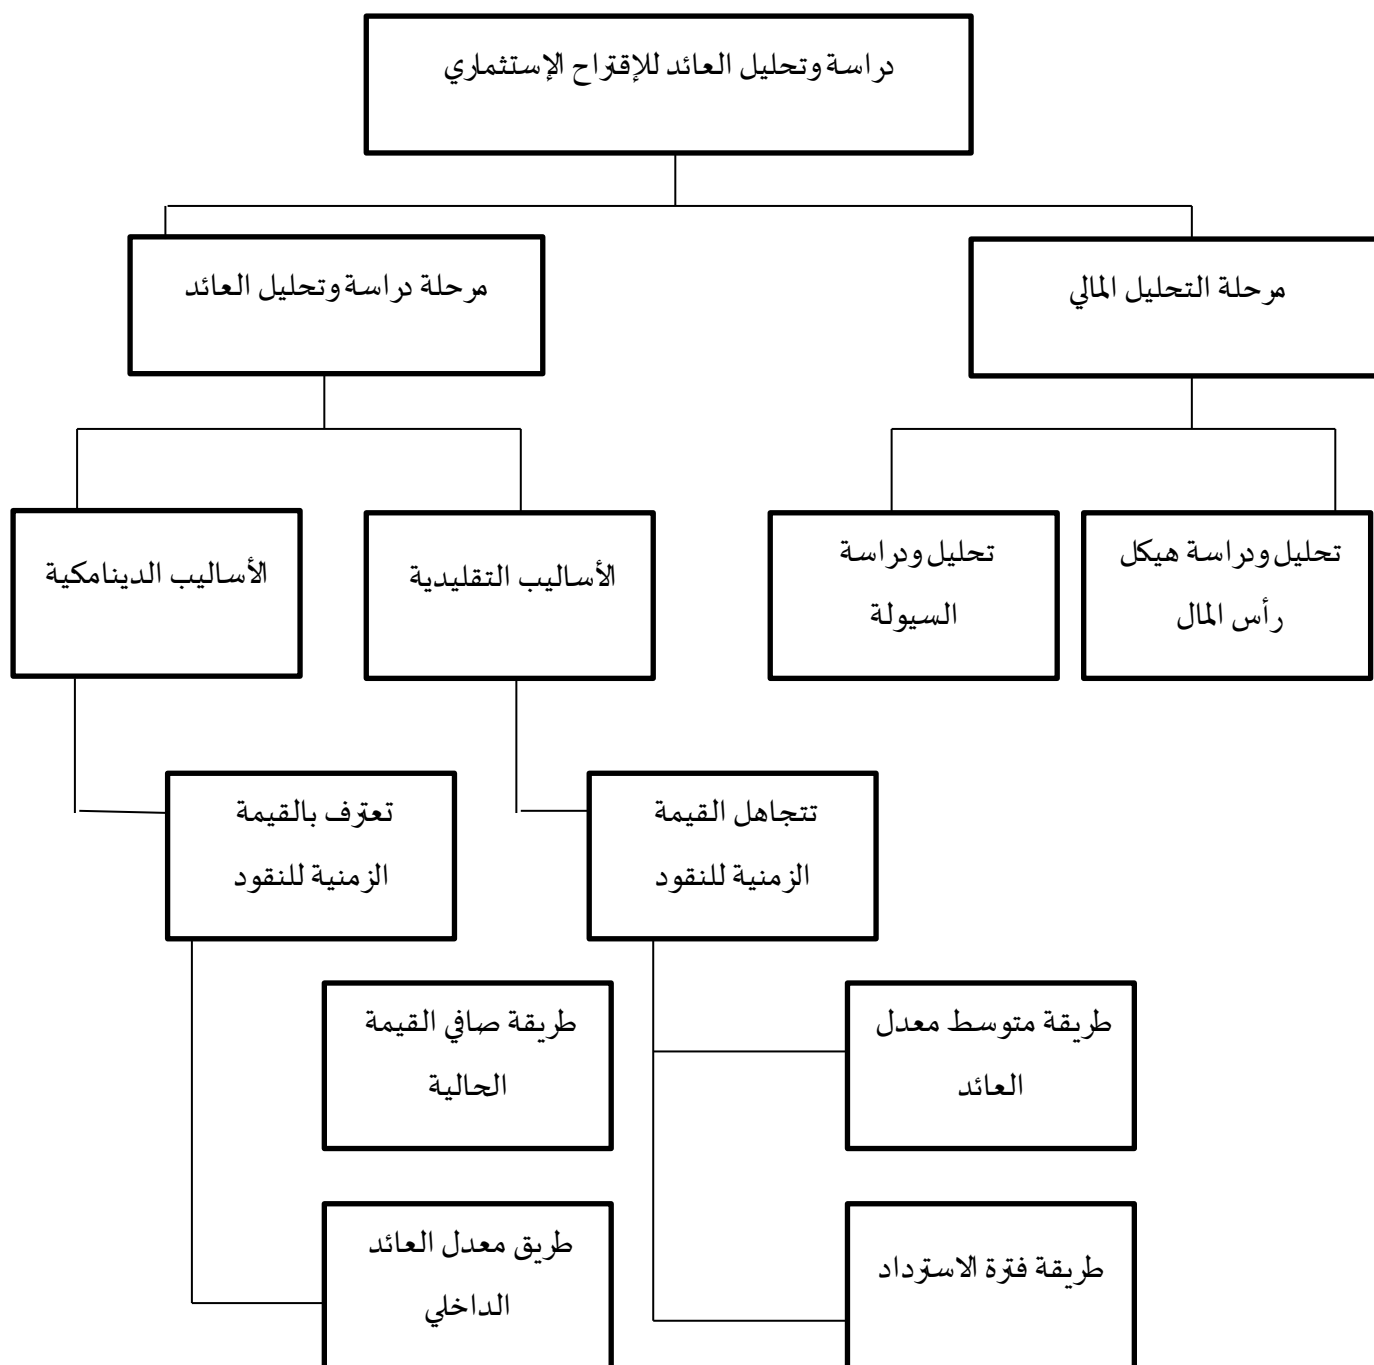 دراسة وتحليل العائد للإقتراح الإستثماري
مرحلة التحليل المالي
مرحلة دراسة وتحليل العائد
تحليل ودراسة هيكل
رأس المال
تحليل ودراسة
السيولة
الأساليب التقليدية
الأساليب الدينامكية
تتجاهل القيمة
الزمنية للنقود
تعترف بالقيمة
الزمنية للنقود
طريقة متوسط معدل
العائد
طريقة صافي القيمة
الحالية
طريقة فترة الاسترداد
طريق معدل العائد
الداخلي